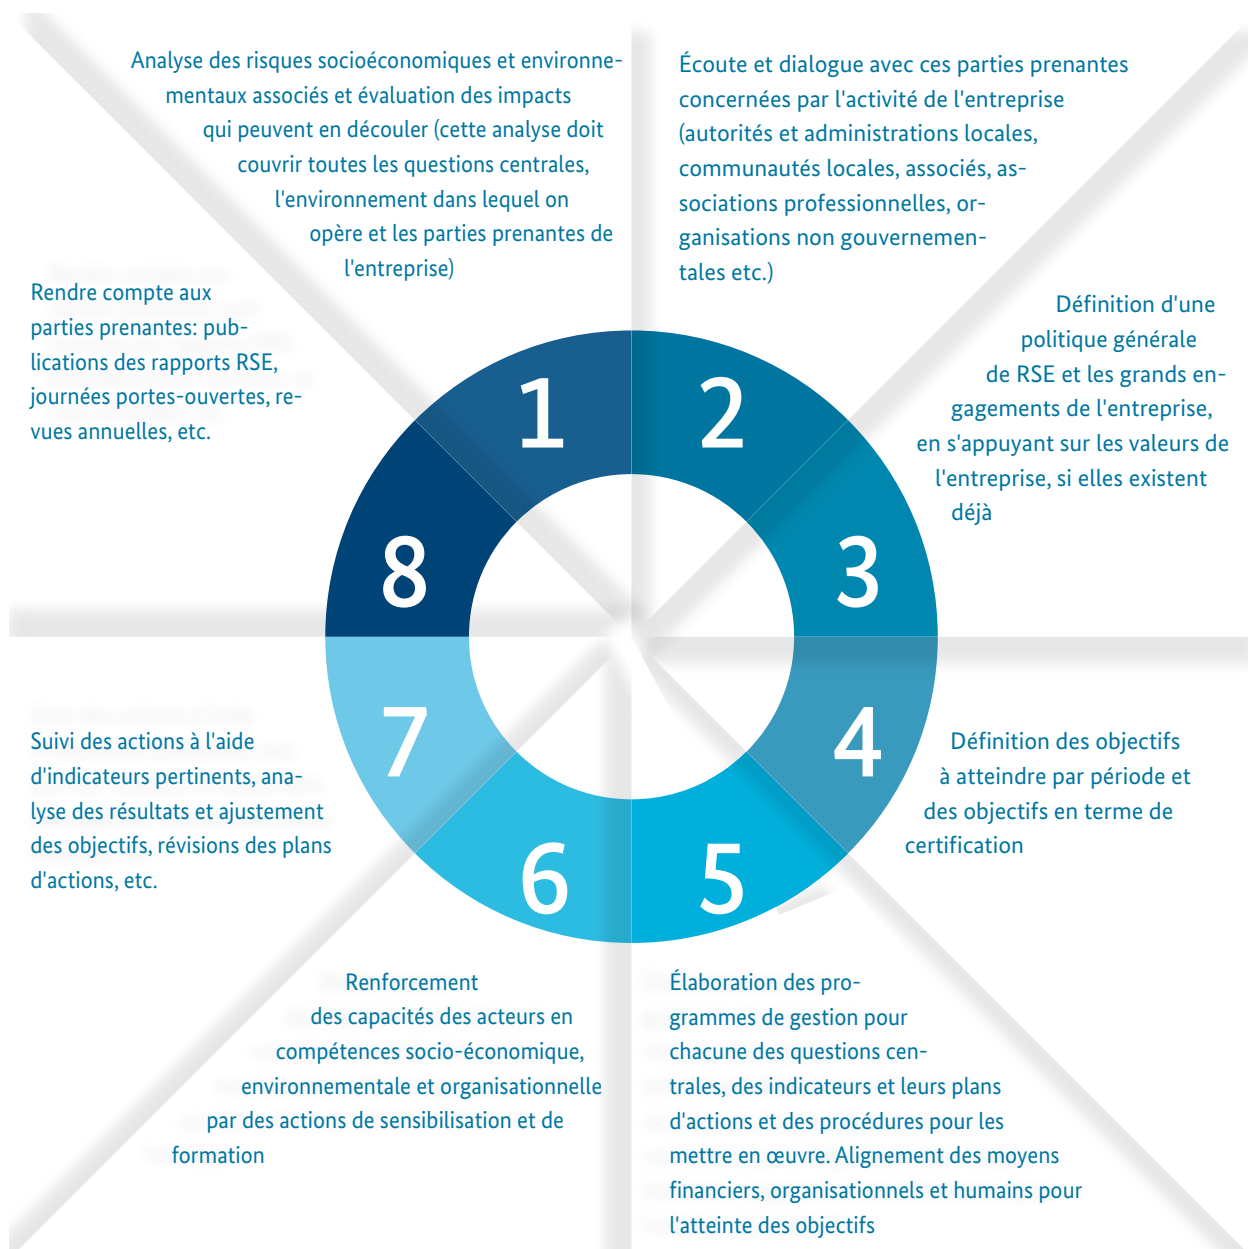 Analyse des risques socioéconomiques et environne-
mentaux associés et évaluation des impacts
qui peuvent en découler (cette analyse doit
couvrir toutes les questions centrales,
l'environnement dans lequel on
opère et les parties prenantes de
l'entreprise)
Écoute et dialogue avec ces parties prenantes
concernées par l'activité de l'entreprise
(autorités et administrations locales,
communautés locales, associés, as-
sociations professionnelles, or-
ganisations non gouvernemen-
tales etc.)
Définition d'une
politique générale
de RSE et les grands en-
gagements de l'entreprise,
en s'appuyant sur les valeurs de
l'entreprise, si elles existent
déjà
Définition des objectifs
à atteindre par période et
des objectifs en terme de
certification
Élaboration des pro-
grammes de gestion pour
chacune des questions cen-
trales, des indicateurs et leurs plans
d'actions et des procédures pour les
mettre en œuvre. Alignement des moyens
financiers, organisationnels et humains pour
l'atteinte des objectifs
Renforcement
des capacités des acteurs en
compétences socio-économique,
environnementale et organisationnelle
par des actions de sensibilisation et de
formation
Suivi des actions à l'aide
d'indicateurs pertinents, ana-
lyse des résultats et ajustement
des objectifs, révisions des plans
d'actions, etc.
Rendre compte aux
parties prenantes: pub-
lications des rapports RSE,
journées portes-ouvertes, re-
vues annuelles, etc.
1
2
3
4
5
6
7
8